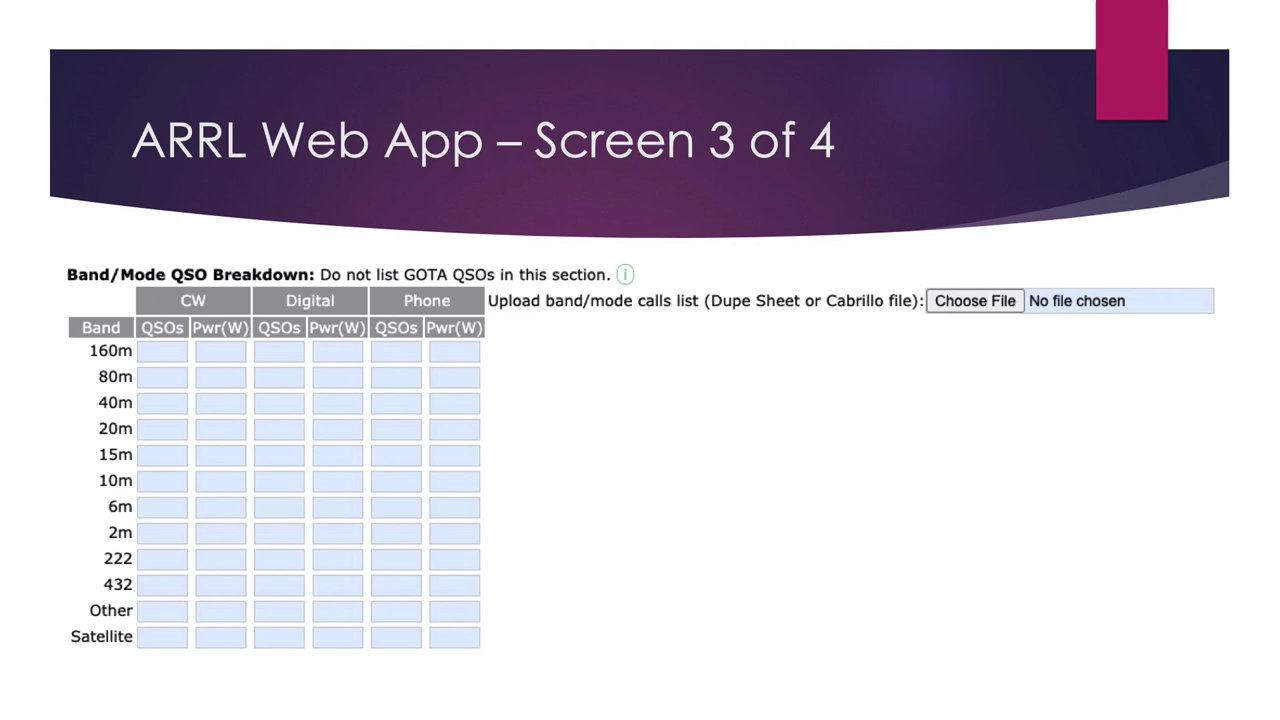 ARRL Web App – Screen 3 of 4
Band/Mode QSO Breakdown: Do not list GOTA QSOs in this section. i
CW Digital Phone Upload band/mode calls list (Dupe Sheet or Cabrillo file): Choose File No file chosen
Band QSOs Pwr(W) QSOs Pwr(W) QSOs Pwr(W)
160m
80m
40m
20m
15m
10m
6m
2m
222
432
Other
Satellite